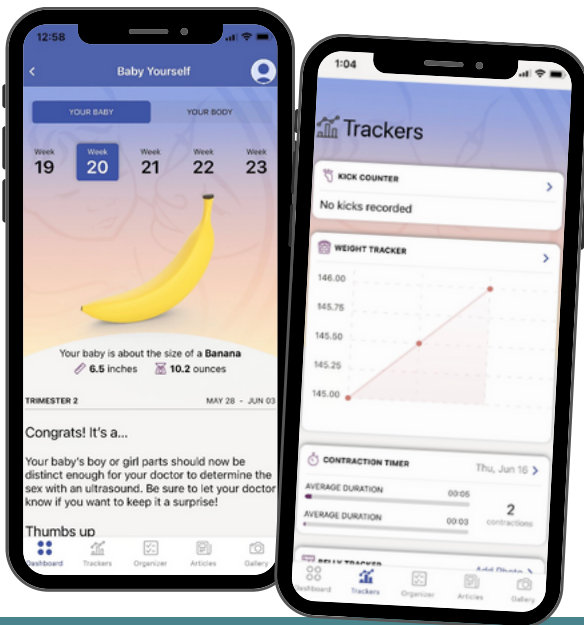 12:58
Baby Yourself
YOUR BABY YOUR BODY
Week Week Week Week Week
19 20 21 22 23
Your baby is about the size of a Banana
6.5 inches 10.2 ounces
TRIMESTER 2 MAY 28 - JUN 03
Congrats! It's a...
Your baby's boy or girl parts should now be
distinct enough for your doctor to determine the
sex with an ultrasound. Be sure to let your doctor
know if you want to keep it a surprise!
Thumbs up
Dashboard Trackers Organizer Articles Gallery
1:04
Trackers
KICK COUNTER
No kicks recorded
WEIGHT TRACKER
146.00
145.75
145.50
145.25
145.00
CONTRACTION TIMER Thu, Jun 16
AVERAGE DURATION 00:05
2
contractions
AVERAGE DURATION 00:03
BELLY TRACKER Add Photo
Dashboard Trackers Organizer Articles Gallery